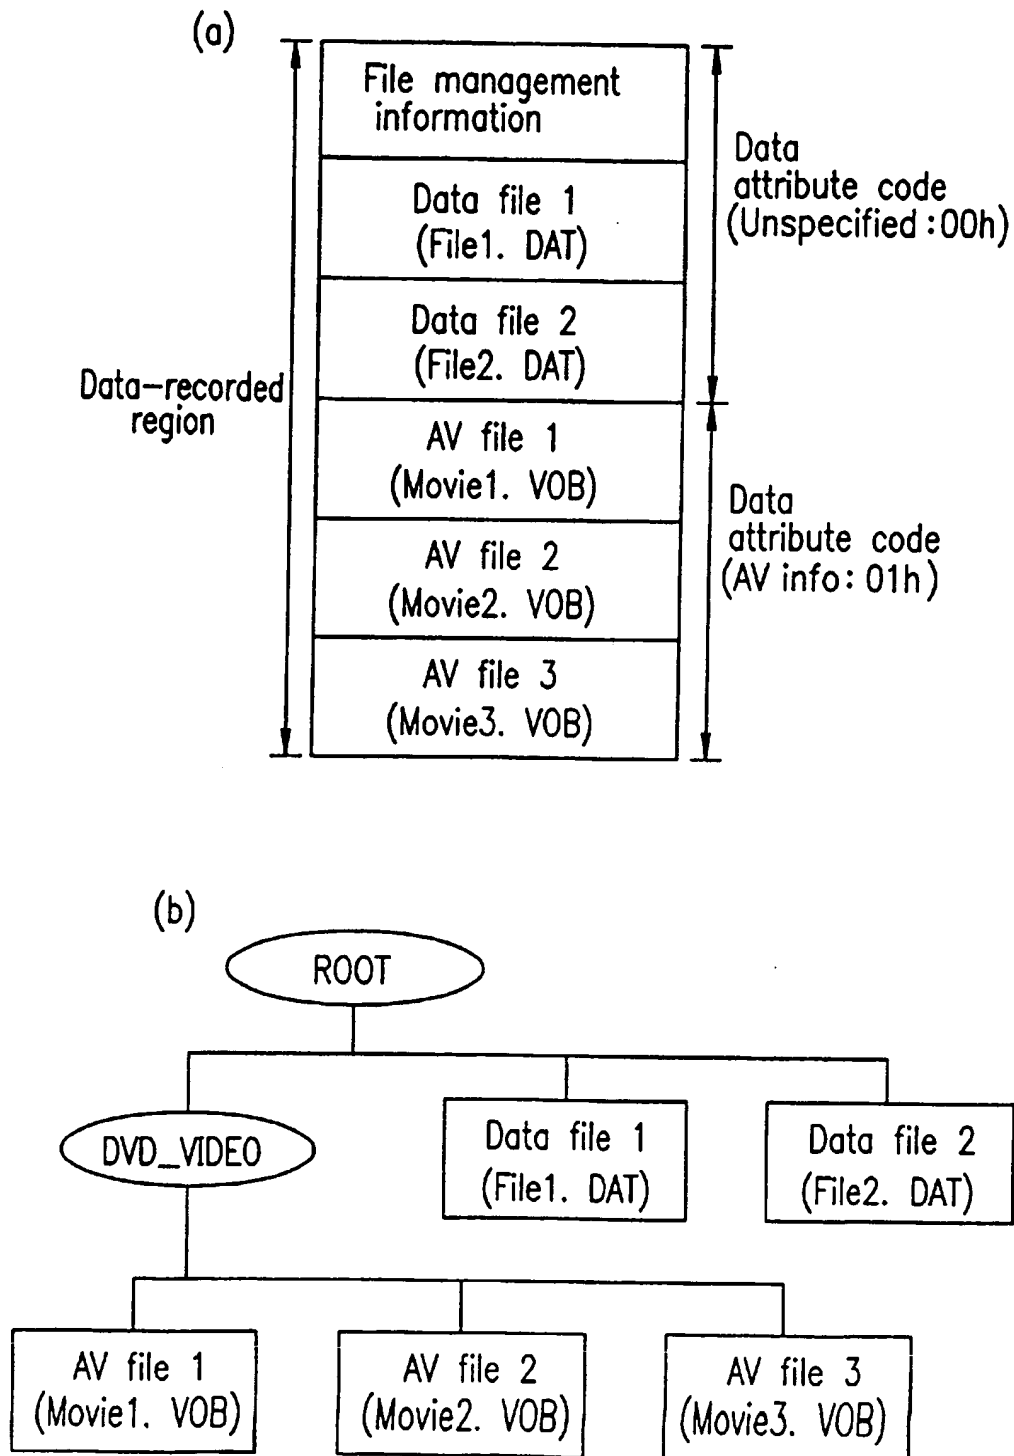 (a)
File management
information
Data file 1
(File1. DAT)
Data file 2
(File2. DAT)
AV file 1
(Movie1. VOB)
AV file 2
(Movie2. VOB)
AV file 3
(Movie3. VOB)
Data-recorded
region
Data
attribute code
(Unspecified : 00h)
Data
attribute code
(AV info : 01h)
(b)
ROOT
DVD_VIDEO
Data file 1
(File1. DAT)
Data file 2
(File2. DAT)
AV file 1
(Movie1. VOB)
AV file 2
(Movie2. VOB)
AV file 3
(Movie3. VOB)